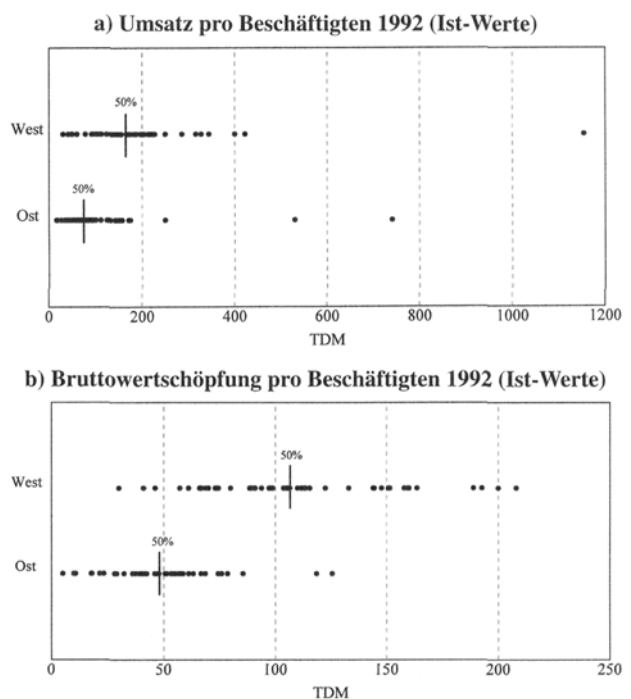 a) Umsatz pro Beschäftigten 1992 (Ist-Werte)
50%
West
50%
Ost
0 200 400 600 800 1000 1200
TDM
b) Bruttowertschöpfung pro Beschäftigten 1992 (Ist-Werte)
50%
West
50%
Ost
0 50 100 150 200 250
TDM